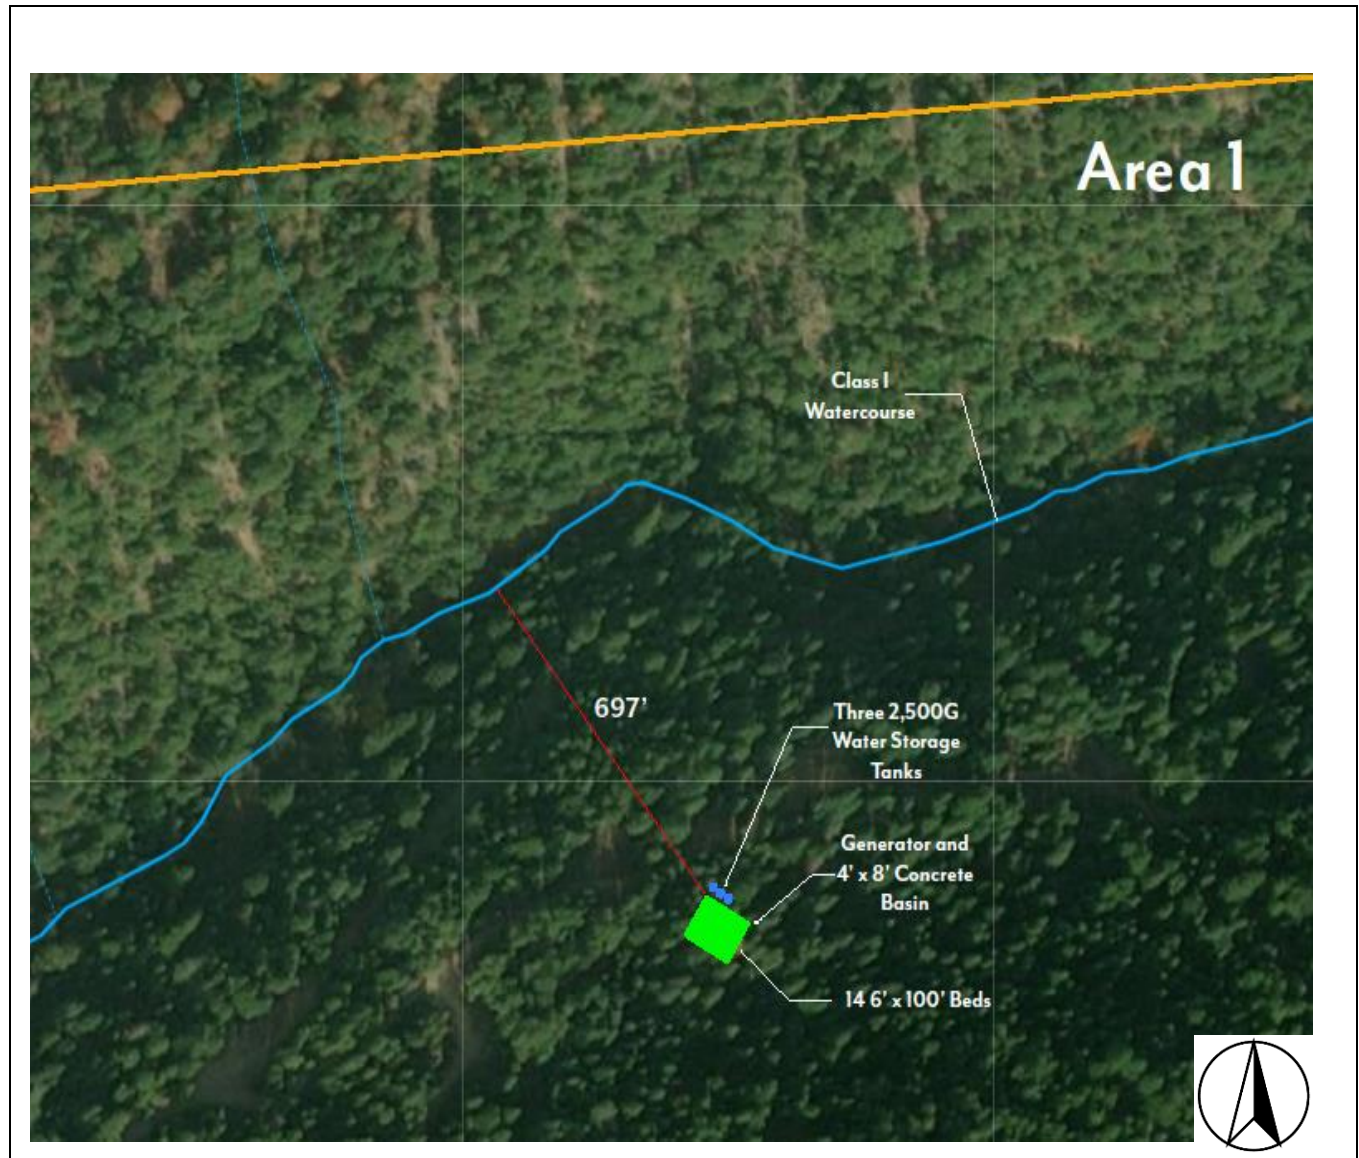 Area 1
Class I
Watercourse
697'
Three 2,500G
Water Storage
Tanks
Generator and
4' x 8' Concrete
Basin
14 6' x 100' Beds